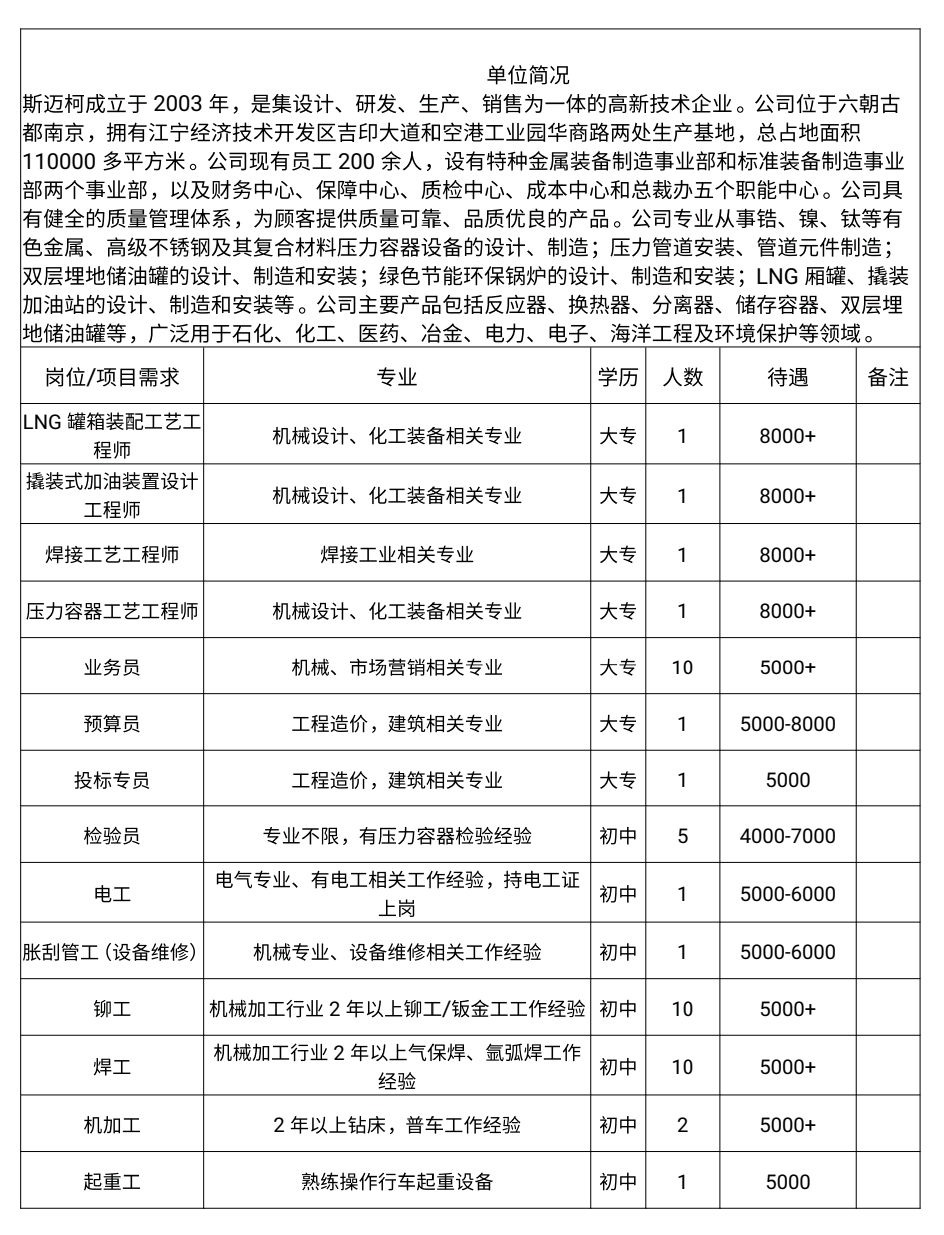 单位简况
斯迈柯成立于 2003 年，是集设计、研发、生产、销售为一体的高新技术企业。公司位于六朝古
都南京，拥有江宁经济技术开发区吉印大道和空港工业园华商路两处生产基地，总占地面积
110000 多平方米。公司现有员工 200 余人，设有特种金属装备制造事业部和标准装备制造事业
部两个事业部，以及财务中心、保障中心、质检中心、成本中心和总裁办五个职能中心。公司具
有健全的质量管理体系，为顾客提供质量可靠、品质优良的产品。公司专业从事锆、镍、钛等有
色金属、高级不锈钢及其复合材料压力容器设备的设计、制造；压力管道安装、管道元件制造；
双层埋地储油罐的设计、制造和安装；绿色节能环保锅炉的设计、制造和安装；LNG 厢罐、撬装
加油站的设计、制造和安装等。公司主要产品包括反应器、换热器、分离器、储存容器、双层埋
地储油罐等，广泛用于石化、化工、医药、冶金、电力、电子、海洋工程及环境保护等领域。
岗位/项目需求 专业 学历 人数 待遇 备注
LNG 罐箱装配工艺工
程师 机械设计、化工装备相关专业 大专 1 8000+
撬装式加油装置设计
工程师 机械设计、化工装备相关专业 大专 1 8000+
焊接工艺工程师 焊接工业相关专业 大专 1 8000+
压力容器工艺工程师 机械设计、化工装备相关专业 大专 1 8000+
业务员 机械、市场营销相关专业 大专 10 5000+
预算员 工程造价，建筑相关专业 大专 1 5000-8000
投标专员 工程造价，建筑相关专业 大专 1 5000
检验员 专业不限，有压力容器检验经验 初中 5 4000-7000
电工 电气专业、有电工相关工作经验，持电工证
上岗 初中 1 5000-6000
胀刮管工（设备维修） 机械专业、设备维修相关工作经验 初中 1 5000-6000
铆工 机械加工行业 2 年以上铆工/钣金工工作经验 初中 10 5000+
焊工 机械加工行业 2 年以上气保焊、氩弧焊工作
经验 初中 10 5000+
机加工 2 年以上钻床，普车工作经验 初中 2 5000+
起重工 熟练操作行车起重设备 初中 1 5000